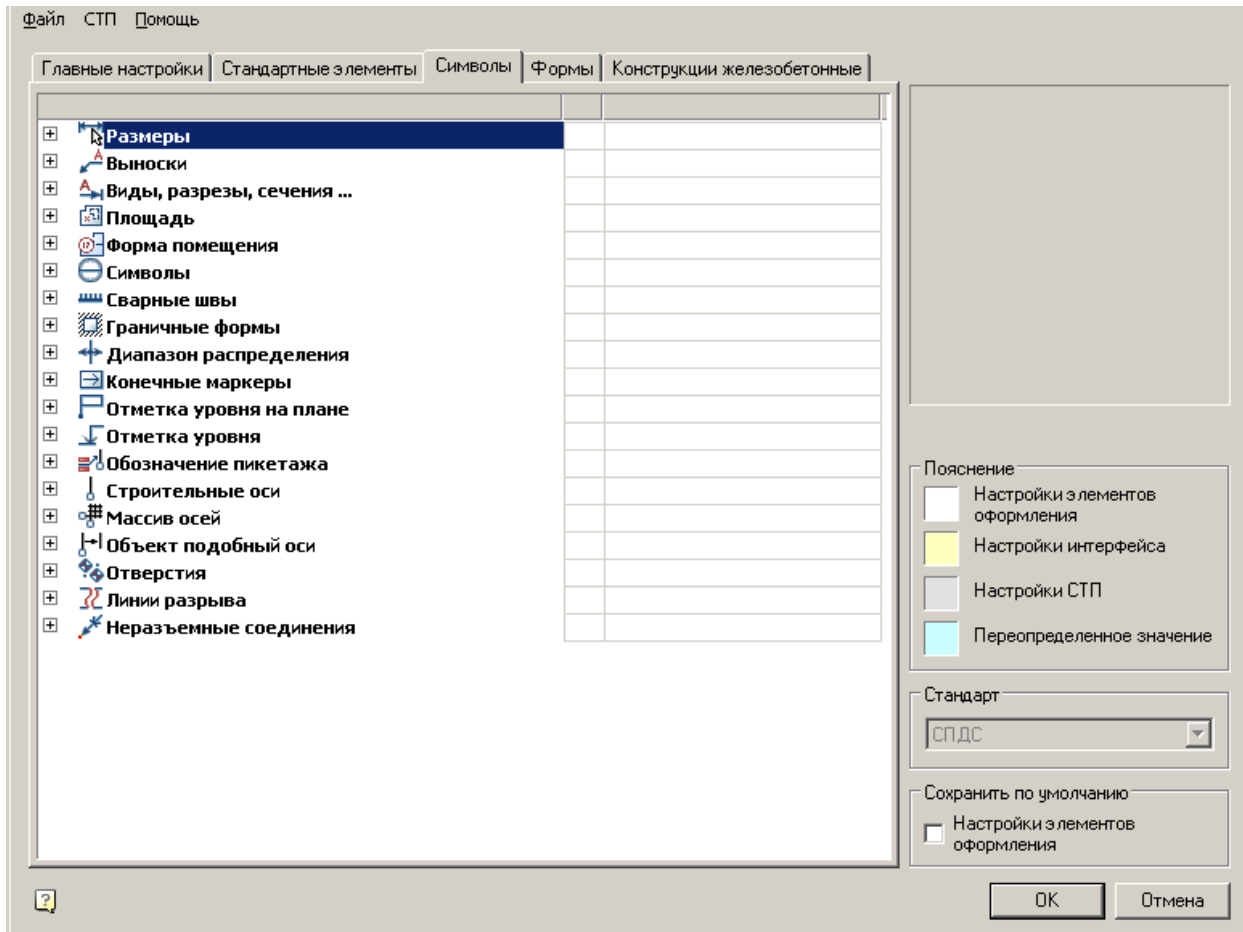 Файл СТП Помощь
Главные настройки Стандартные элементы Символы Формы Конструкции железобетонные
Размеры
Выноски
Виды, разрезы, сечения ...
Площадь
Форма помещения
Символы
Сварные швы
Граничные формы
Диапазон распределения
Конечные маркеры
Отметка уровня на плане
Отметка уровня
Обозначение пикетажа
Строительные оси
Массив осей
Объект подобный оси
Отверстия
Линии разрыва
Неразъемные соединения
Пояснение
Настройки элементов
оформления
Настройки интерфейса
Настройки СТП
Переопределенное значение
Стандарт
СПДС
Сохранить по умолчанию
Настройки элементов
оформления
OK Отмена